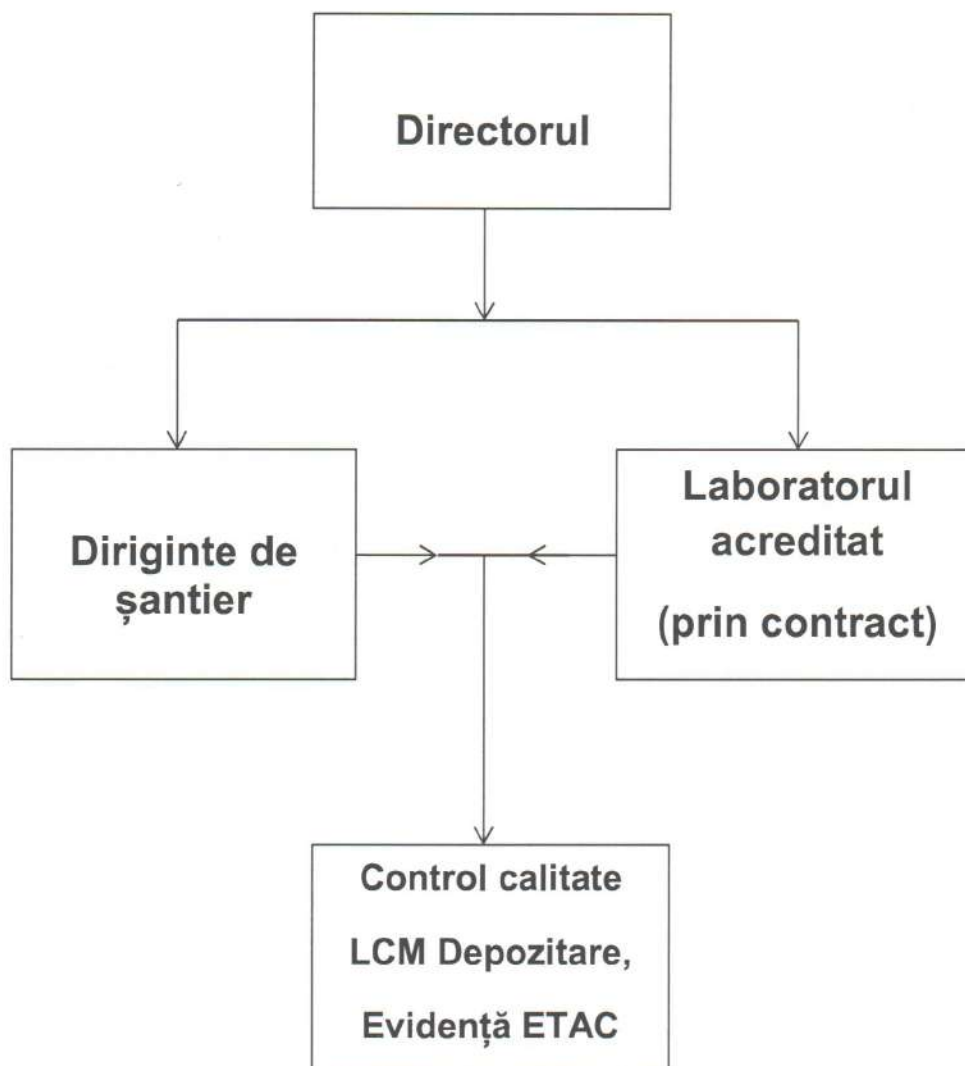 Directorul
Diriginte de
șantier
Laboratorul
acreditat
(prin contract)
Control calitate
LCM Depozitare,
Evidență ETAC